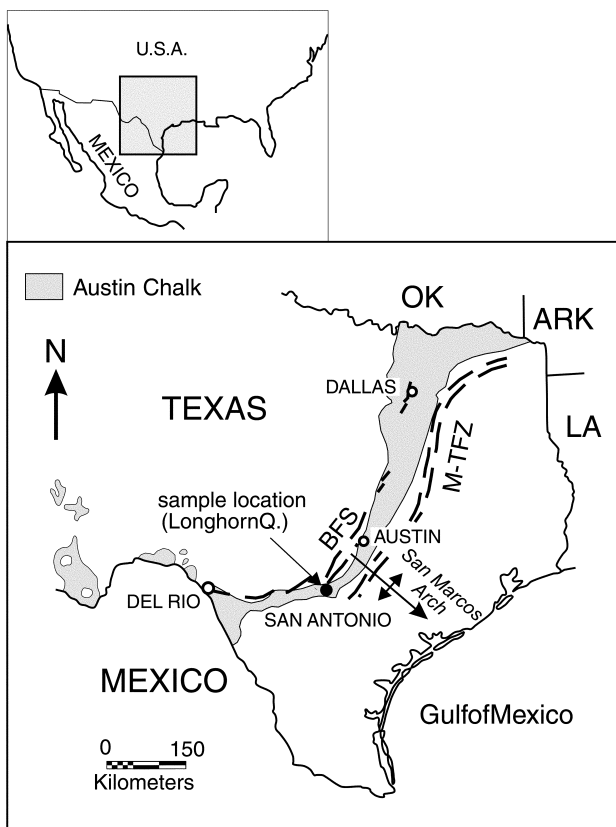 U.S.A.
MEXICO
Austin Chalk
OK
ARK
N
DALLAS
TEXAS
LA
M-TFZ
sample location
(LonghornQ.)
BFS
AUSTIN
San Marcos
Arch
DEL RIO
SAN ANTONIO
MEXICO
GulfofMexico
0 150
Kilometers